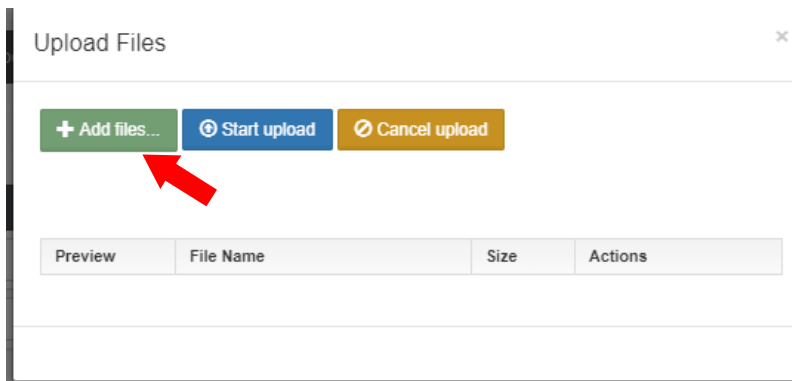 Upload Files
×
+ Add files... Start upload Cancel upload
Preview File Name Size Actions